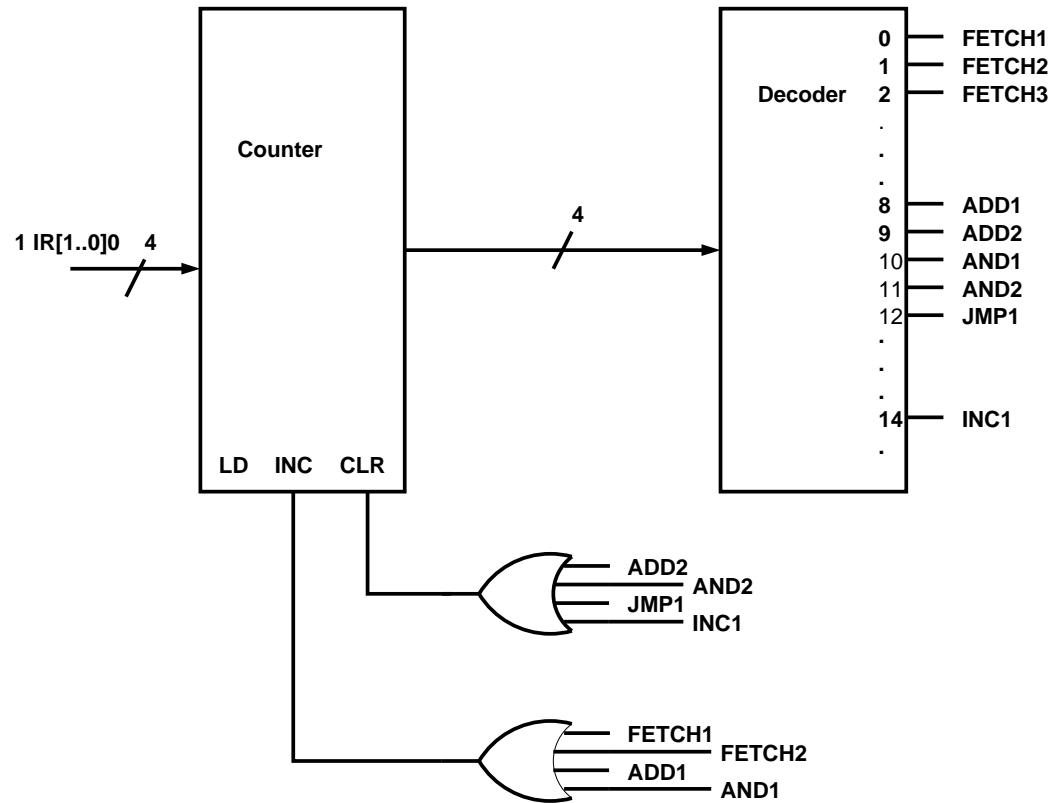 0 FETCH1
1 FETCH2
Decoder 2 FETCH3
Counter
8 ADD1
4
9 ADD2
1 IR[1..0]0 4
10 AND1
11 AND2
12 JMP1
14 INC1
LD INC CLR
ADD2
AND2
JMP1
INC1
FETCH1
FETCH2
ADD1
AND1